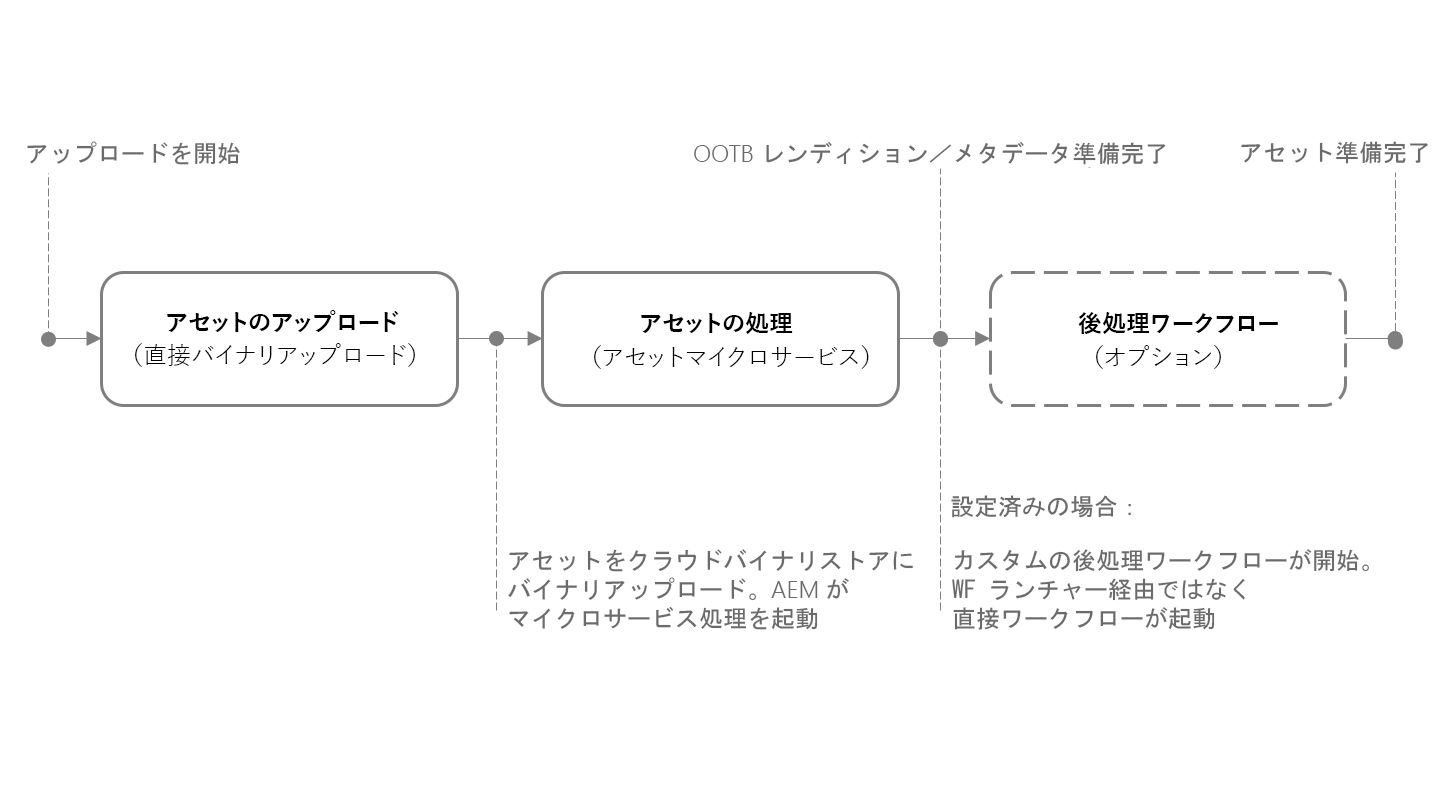 アップロードを開始
OOTB レンディション／メタデータ準備完了
アセット準備完了
アセットのアップロード
（直接バイナリアップロード）
アセットの処理
（アセットマイクロサービス）
後処理ワークフロー
（オプション）
アセットをクラウドバイナリストアに
バイナリアップロード。AEM が
マイクロサービス処理を起動
設定済みの場合：
カスタムの後処理ワークフローが開始。
WF ランチャー経由ではなく
直接ワークフローが起動